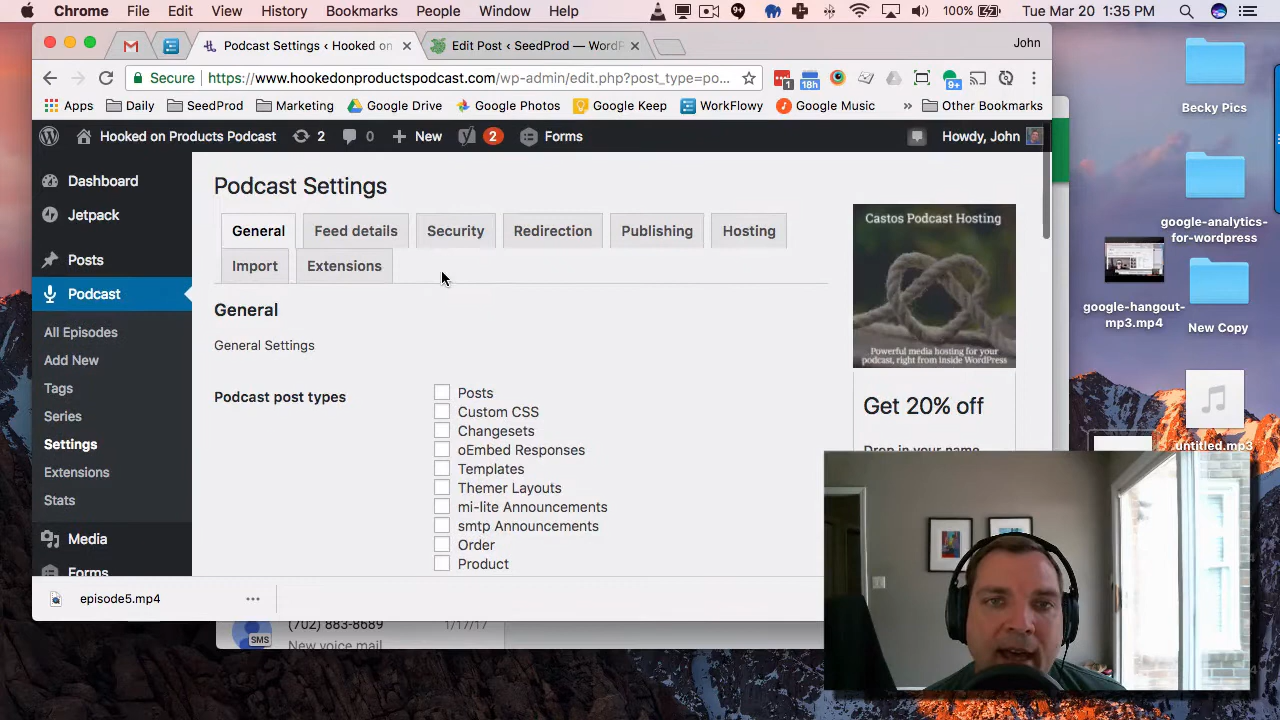 Chrome File Edit View History Bookmarks People Window Help 100% Tue Mar 20 1:35 PM
Podcast Settings ‹ Hooked on
Edit Post ‹ SeedProd — WordP
John
Secure https://www.hookedonproductspodcast.com/wp-admin/edit.php?post_type=po...
1 18h 9+
Apps Daily SeedProd Marketing Google Drive Google Photos Google Keep WorkFlowy Google Music » Other Bookmarks
Hooked on Products Podcast 2 0 New 2 Forms Howdy, John
Dashboard
Jetpack
Posts
Podcast
All Episodes
Add New
Tags
Series
Settings
Extensions
Stats
Media
Forms
Podcast Settings
General Feed details Security Redirection Publishing Hosting
Import Extensions
General
General Settings
Podcast post types
Posts
Custom CSS
Changesets
oEmbed Responses
Templates
Themer Layouts
mi-lite Announcements
smtp Announcements
Order
Product
Castos Podcast Hosting
Powerful media hosting for your
podcast, right from inside WordPress
Get 20% off
Drop in your name
episode5.mp4
SMS
(702) 883-8689 1/17/17
New voice mail
Becky Pics
google-analytics-
for-wordpress
google-hangout-
mp3.mp4
New Copy
untitled.mp3